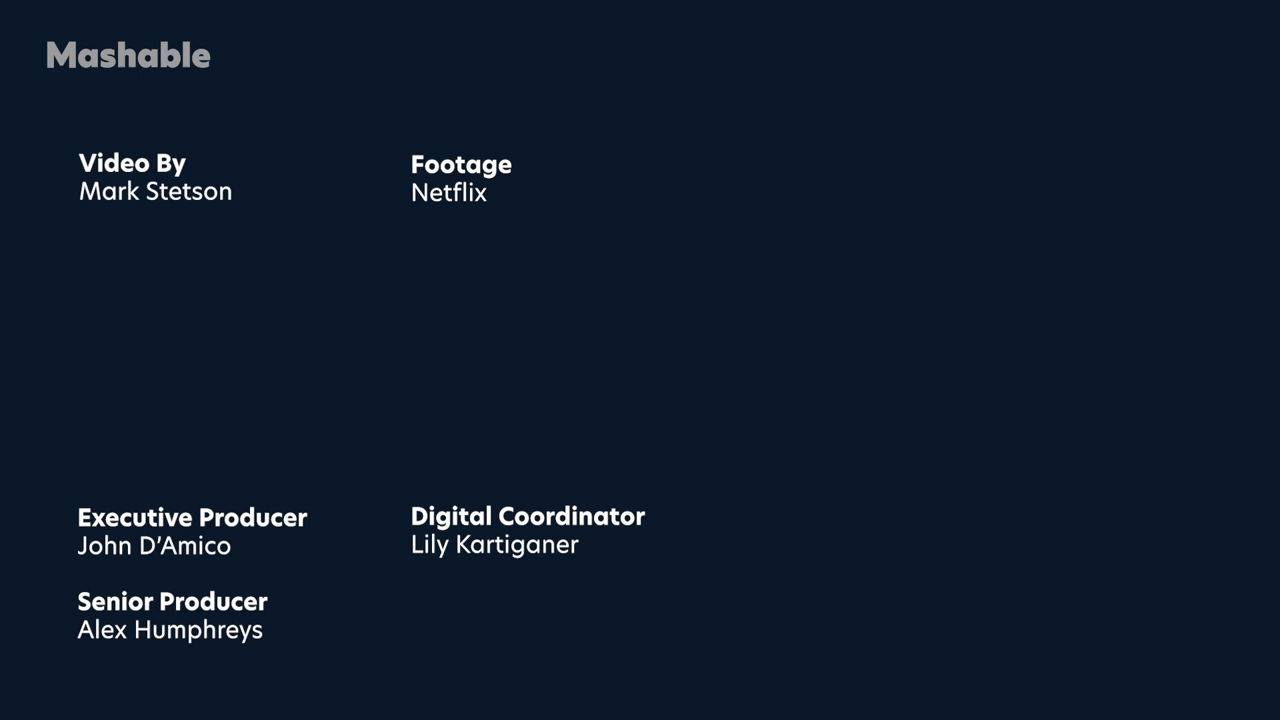 Mashable
Video By
Mark Stetson
Footage
Netflix
Executive Producer
John D’Amico
Digital Coordinator
Lily Kartiganer
Senior Producer
Alex Humphreys